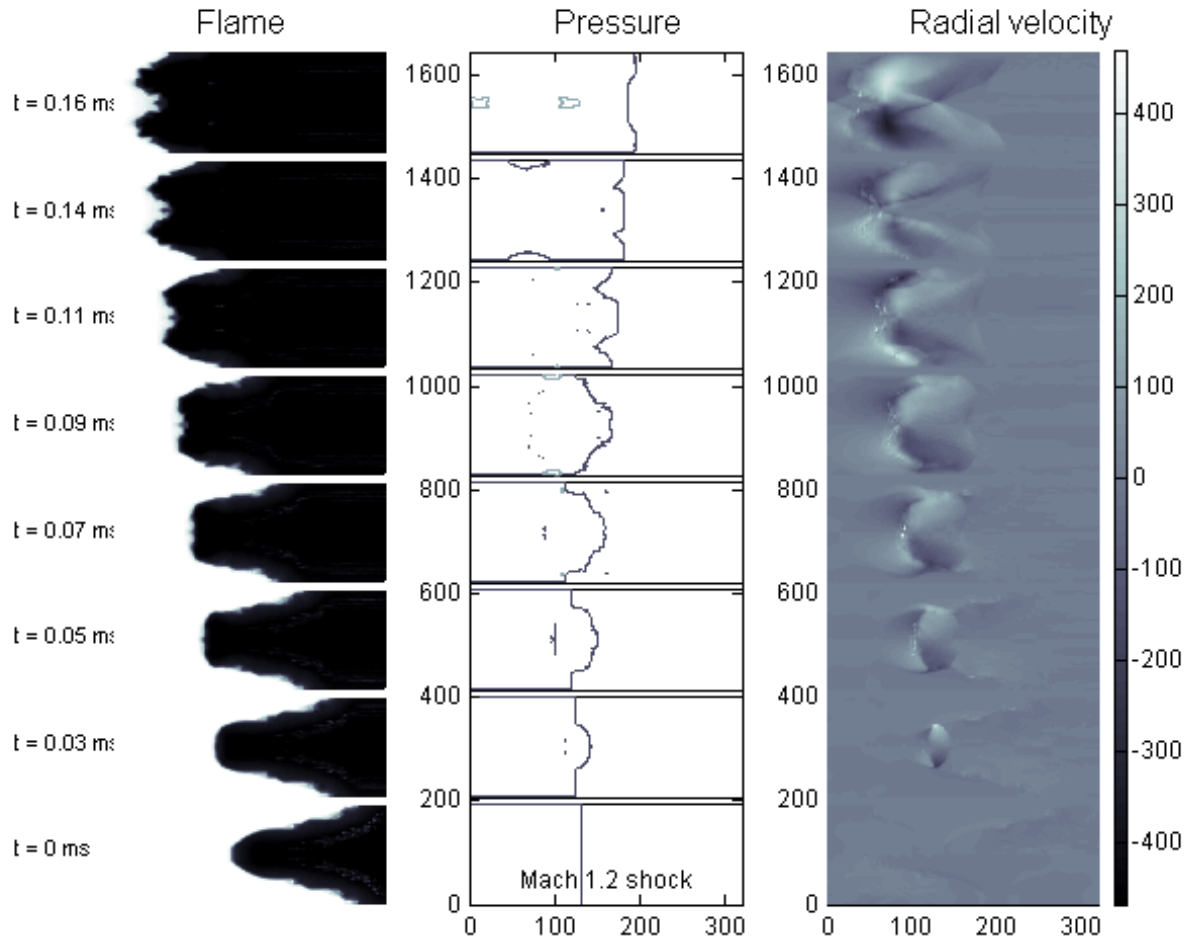 Flame
Pressure
Radial velocity
t = 0.16 ms
t = 0.14 ms
t = 0.11 ms
t = 0.09 ms
t = 0.07 ms
t = 0.05 ms
t = 0.03 ms
t = 0 ms
1600
1400
1200
1000
800
600
400
200
0
Mach 1.2 shock
0 100 200 300
1600
1400
1200
1000
800
600
400
200
0
0 100 200 300
400
300
200
100
0
-100
-200
-300
-400